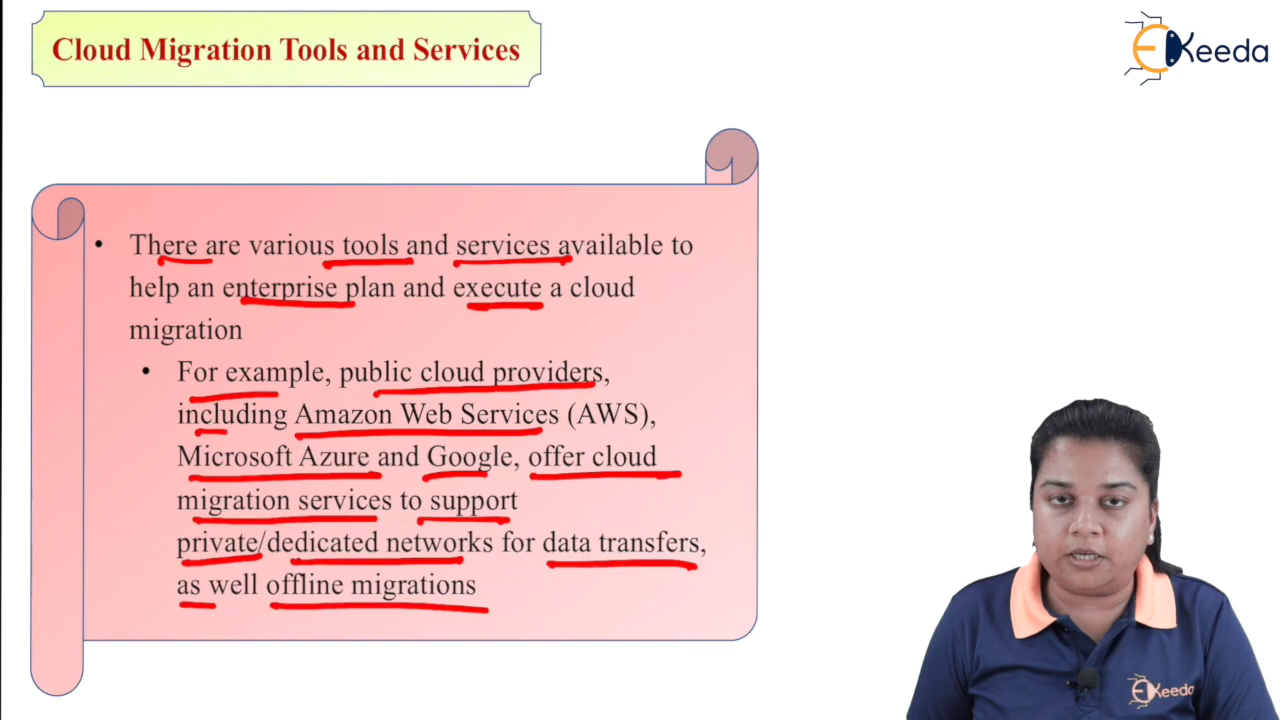 Cloud Migration Tools and Services
EKeeda
• There are various tools and services available to
help an enterprise plan and execute a cloud
migration
• For example, public cloud providers,
including Amazon Web Services (AWS),
Microsoft Azure and Google, offer cloud
migration services to support
private/dedicated networks for data transfers,
as well offline migrations
EKeeda